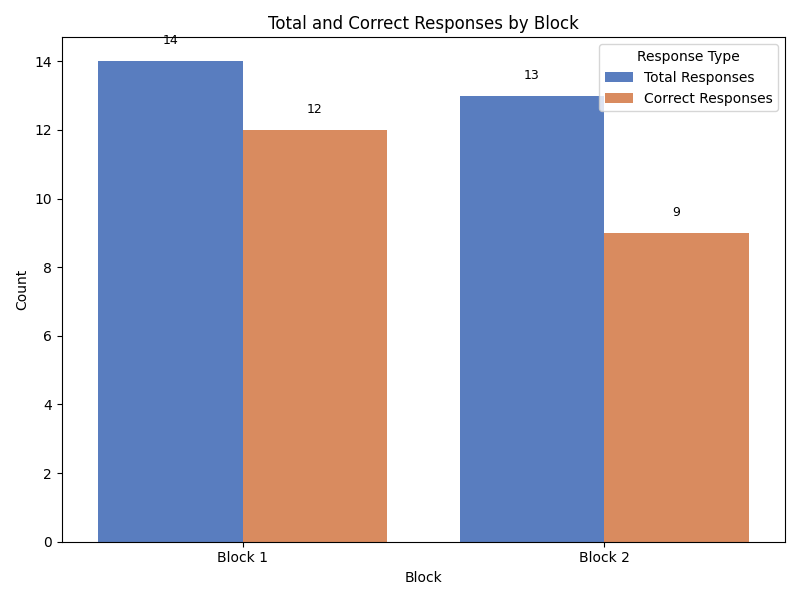 Total and Correct Responses by Block
14
12
13
9
Response Type
Total Responses
Correct Responses
14
12
10
8
6
4
2
0
Count
Block 1
Block 2
Block